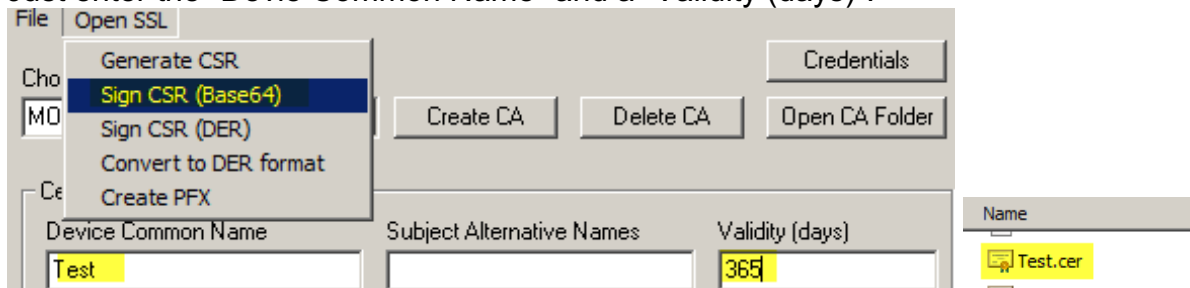 File Open SSL
Generate CSR
Credentials
Sign CSR (Base64)
MO
Create CA
Delete CA
Open CA Folder
Sign CSR (DER)
Convert to DER format
Create PFX
Device Common Name
Subject Alternative Names
Validity (days)
Name
Test
365
Test.cer